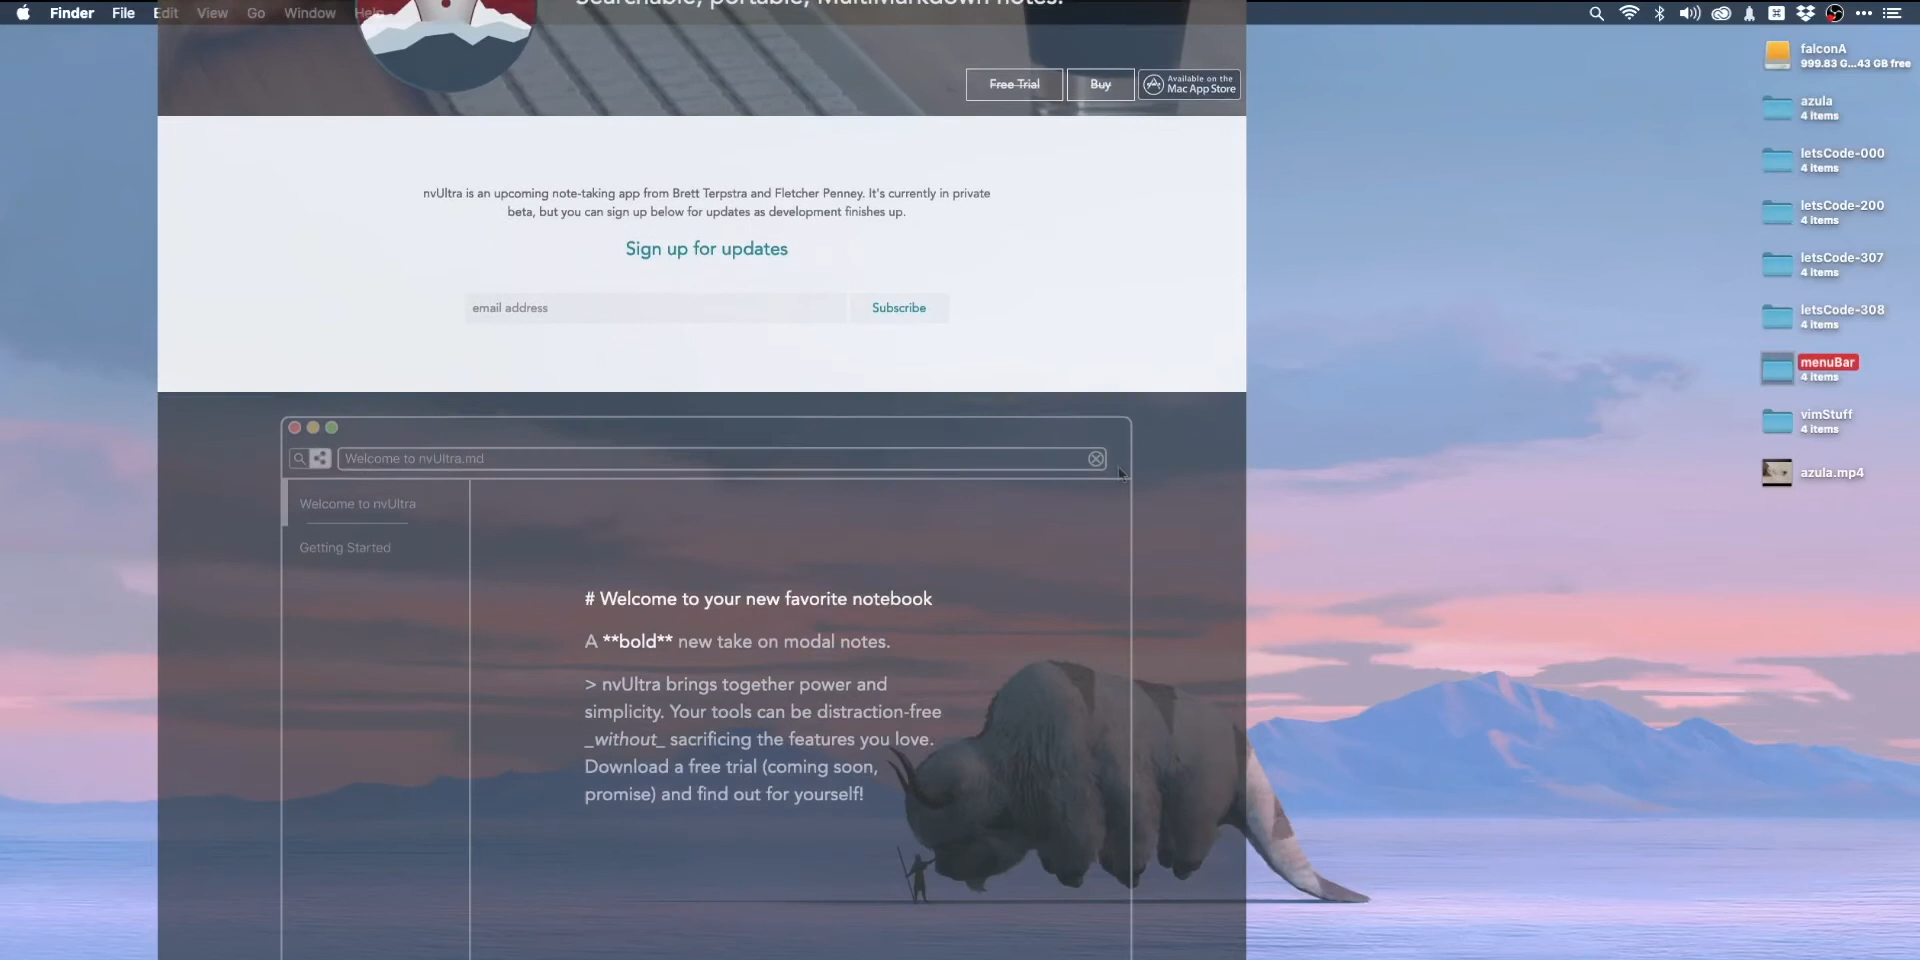 Finder File Edit View Go Window Help
Searchable, portable, MultiMarkdown notes.
Free Trial
Buy
Available on the
Mac App Store
nvUltra is an upcoming note-taking app from Brett Terpstra and Fletcher Penney. It's currently in private
beta, but you can sign up below for updates as development finishes up.
Sign up for updates
email address
Subscribe
Welcome to nvUltra.md
Welcome to nvUltra
Getting Started
# Welcome to your new favorite notebook
A **bold** new take on modal notes.
> nvUltra brings together power and
simplicity. Your tools can be distraction-free
_without_ sacrificing the features you love.
Download a free trial (coming soon,
promise) and find out for yourself!
falconA
999.83 G...43 GB free
azula
4 items
letsCode-000
4 items
letsCode-200
4 items
letsCode-307
4 items
letsCode-308
4 items
menuBar
4 items
vimStuff
4 items
azula.mp4